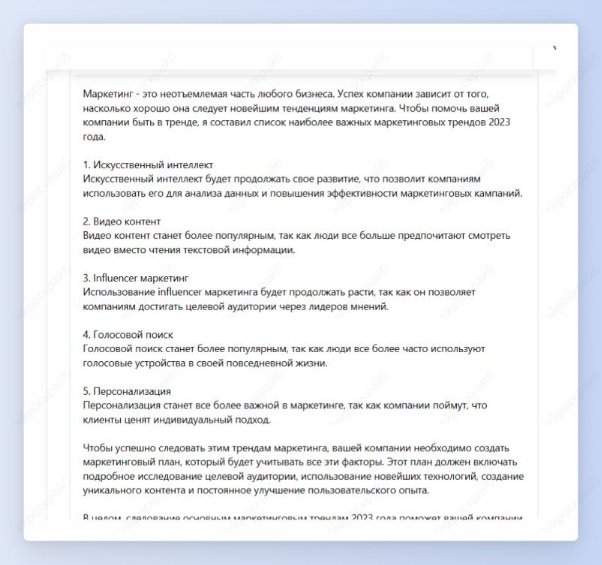 Маркетинг - это неотъемлемая часть любого бизнеса. Успех компании зависит от того,
насколько хорошо она следует новейшим тенденциям маркетинга. Чтобы помочь вашей
компании быть в тренде, я составил список наиболее важных маркетинговых трендов 2023
года.
1. Искусственный интеллект
Искусственный интеллект будет продолжать свое развитие, что позволит компаниям
использовать его для анализа данных и повышения эффективности маркетинговых кампаний.
2. Видео контент
Видео контент станет более популярным, так как люди все больше предпочитают смотреть
видео вместо чтения текстовой информации.
3. Influencer маркетинг
Использование influencer маркетинга будет продолжать расти, так как он позволяет
компаниям достигать целевой аудитории через лидеров мнений.
4. Голосовой поиск
Голосовой поиск станет более популярным, так как люди все более часто используют
голосовые устройства в своей повседневной жизни.
5. Персонализация
Персонализация станет все более важной в маркетинге, так как компании поймут, что
клиенты ценят индивидуальный подход.
Чтобы успешно следовать этим трендам маркетинга, вашей компании необходимо создать
маркетинговый план, который будет учитывать все эти факторы. Этот план должен включать
подробное исследование целевой аудитории, использование новейших технологий, создание
уникального контента и постоянное улучшение пользовательского опыта.
В целом, следование основным маркетинговым трендам 2023 года поможет вашей компании